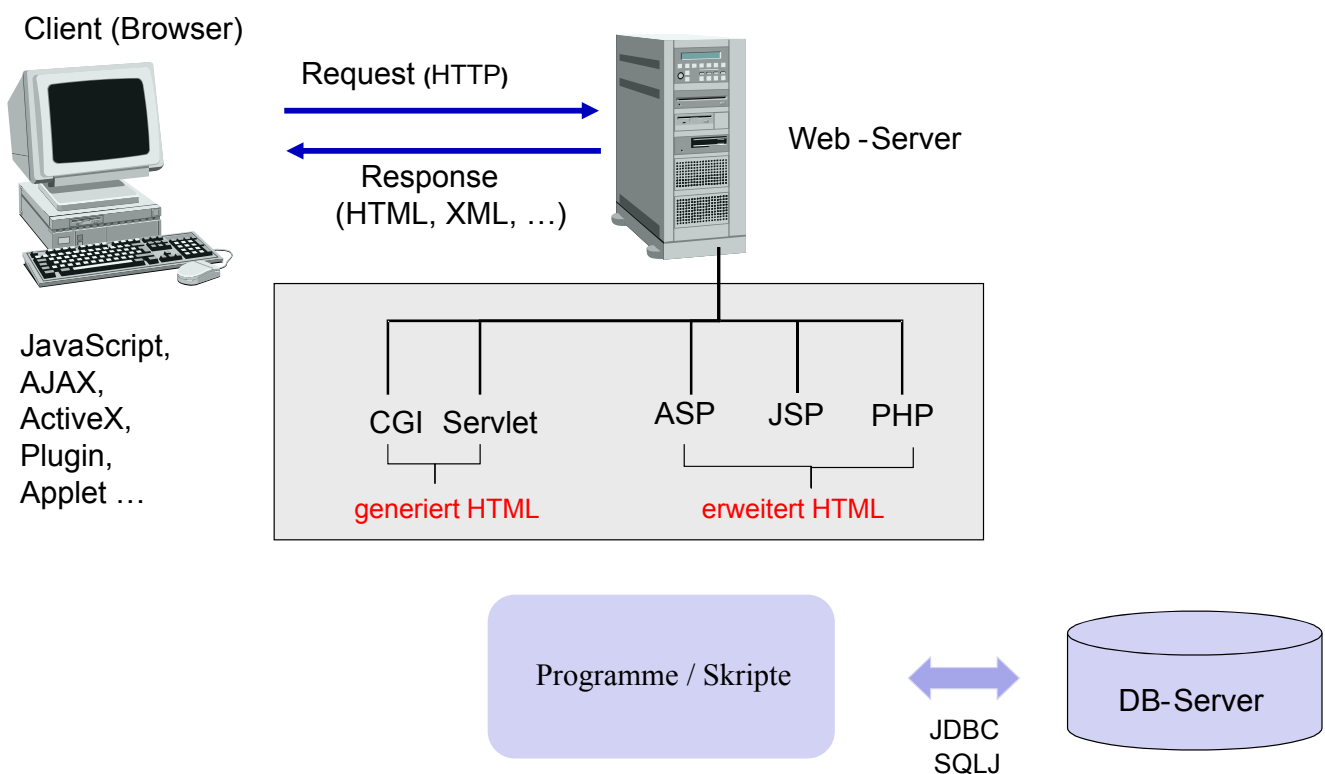 Client (Browser)
Request (HTTP)
Web -Server
Response
(HTML, XML, …)
JavaScript,
AJAX,
ActiveX,
Plugin,
Applet …
CGI Servlet
ASP JSP PHP
generiert HTML
erweitert HTML
Programme / Skripte
DB-Server
JDBC
SQLJ